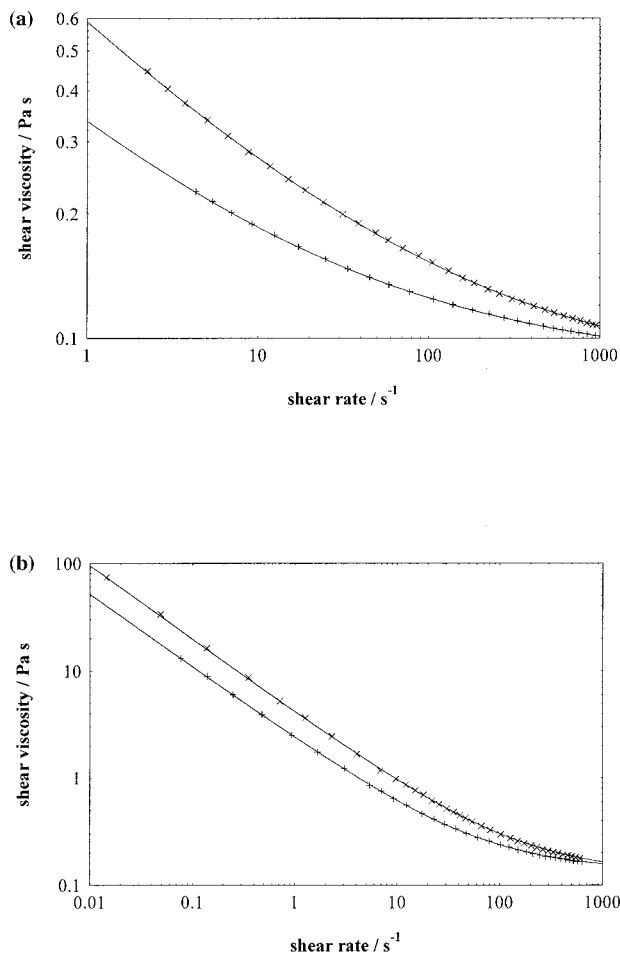 (a)
0.6
0.5
0.4
0.3
0.2
0.1
shear viscosity / Pa s
1 10 100 1000
shear rate / s⁻¹
(b)
100
10
1
0.1
shear viscosity / Pa s
0.01 0.1 1 10 100 1000
shear rate / s⁻¹